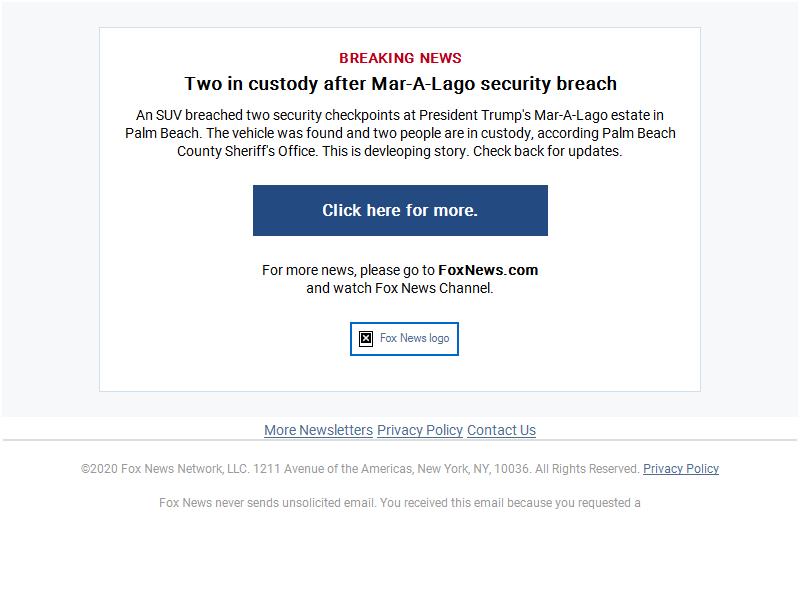 BREAKING NEWS
Two in custody after Mar-A-Lago security breach
An SUV breached two security checkpoints at President Trump's Mar-A-Lago estate in
Palm Beach. The vehicle was found and two people are in custody, according Palm Beach
County Sheriff's Office. This is devleoping story. Check back for updates.
Click here for more.
For more news, please go to FoxNews.com
and watch Fox News Channel.
Fox News logo
More Newsletters Privacy Policy Contact Us
©2020 Fox News Network, LLC. 1211 Avenue of the Americas, New York, NY, 10036. All Rights Reserved. Privacy Policy
Fox News never sends unsolicited email. You received this email because you requested a